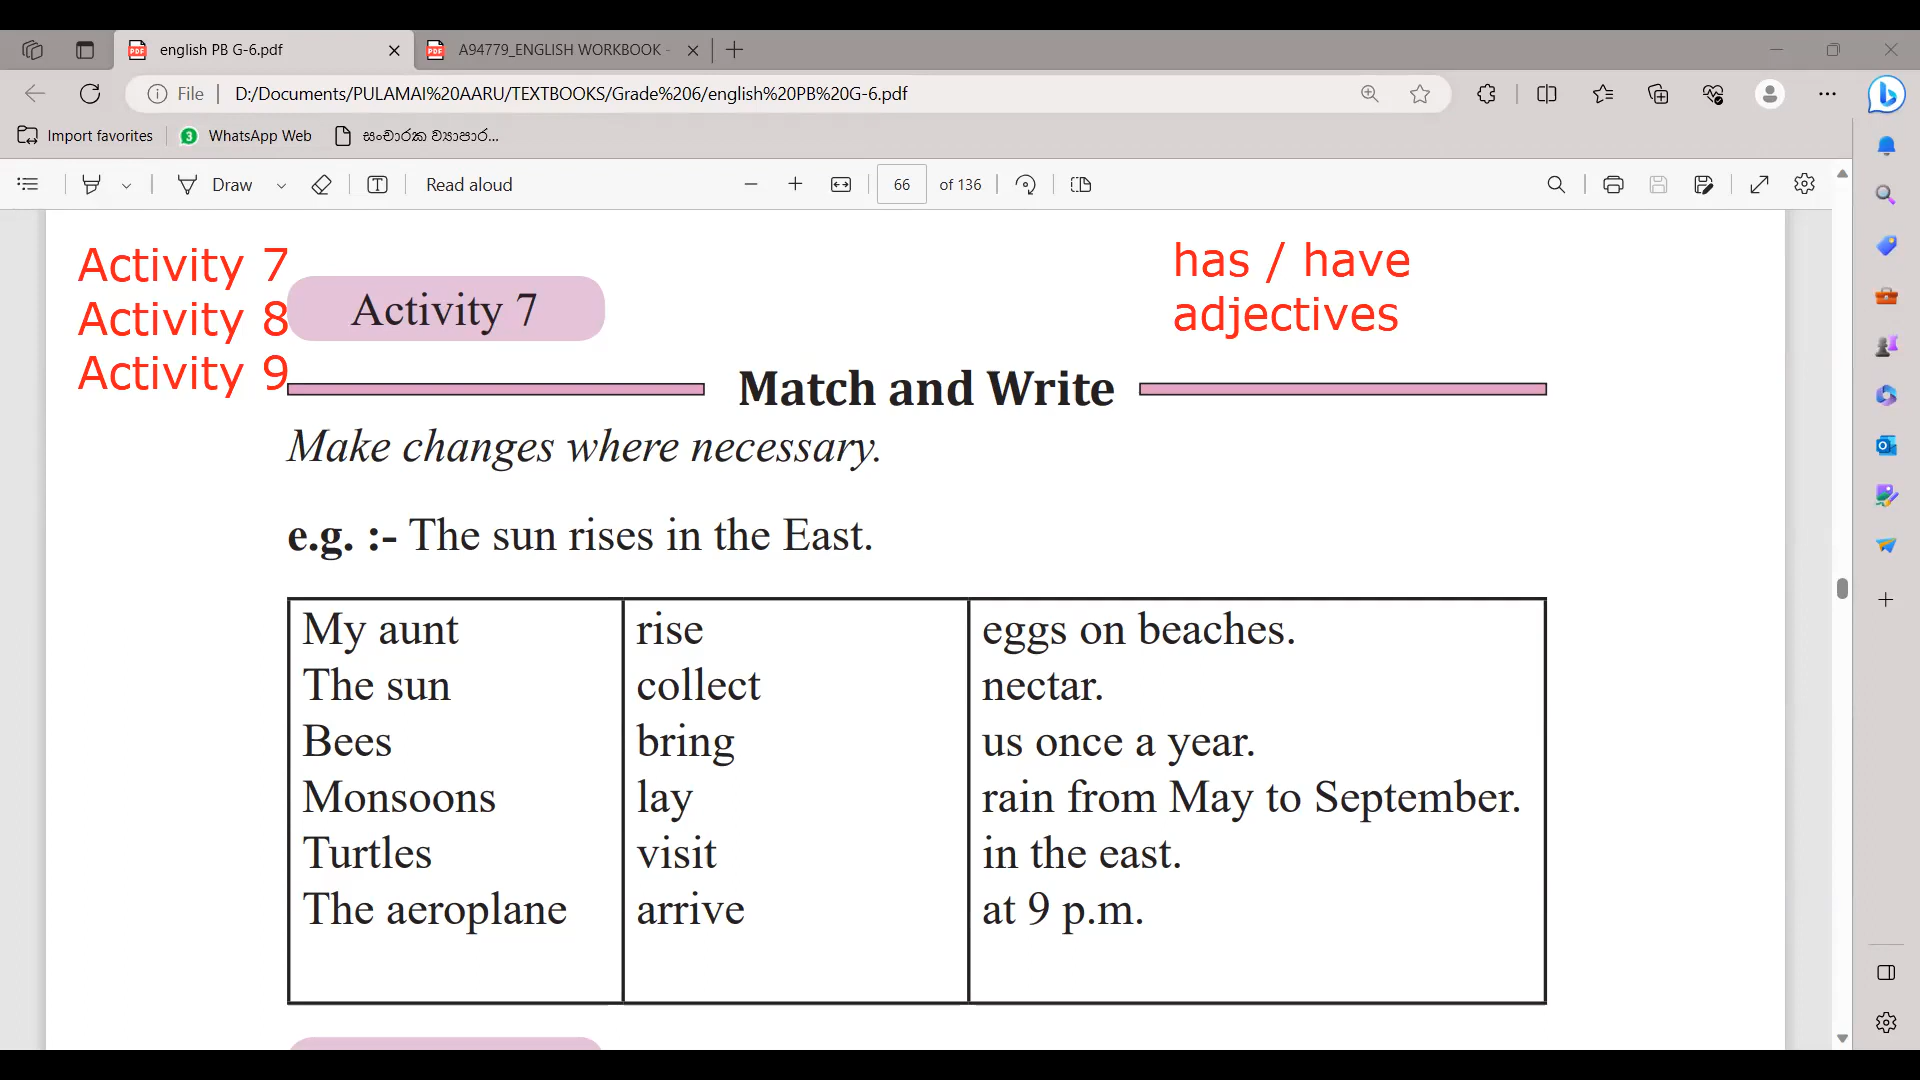 english PB G-6.pdf
A94779_ENGLISH WORKBOOK -
File
D:/Documents/PULAMAI%20AARU/TEXTBOOKS/Grade%206/english%20PB%20G-6.pdf
Import favorites
3
WhatsApp Web
සංචාරක ව්‍යාපාර...
Draw
Read aloud
66
of 136
Activity 7
Activity 8
Activity 9
has / have
adjectives
Activity 7
Match and Write
Make changes where necessary.
e.g. :- The sun rises in the East.
My aunt rise eggs on beaches.
The sun collect nectar.
Bees bring us once a year.
Monsoons lay rain from May to September.
Turtles visit in the east.
The aeroplane arrive at 9 p.m.